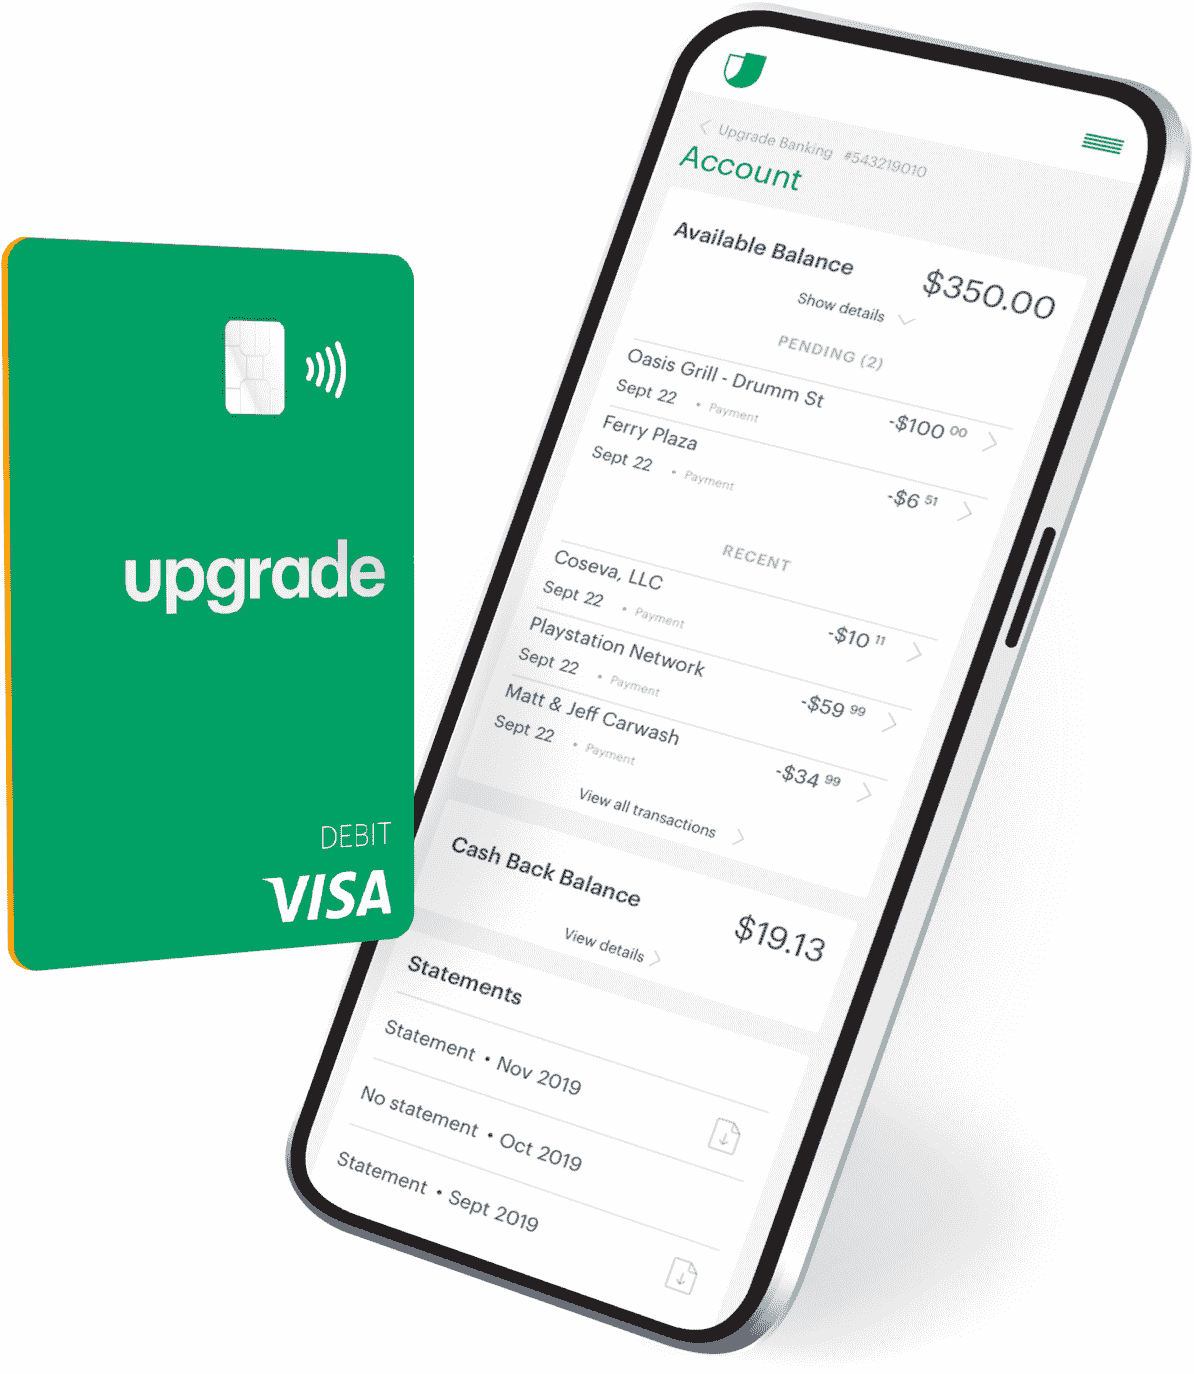 Upgrade Banking #543219010
Account
Available Balance
$350.00
Show details
PENDING (2)
Oasis Grill - Drumm St
Sept 22 • Payment
-$100 00
Ferry Plaza
Sept 22 • Payment
-$6 51
RECENT
Coseva, LLC
Sept 22 • Payment
-$10 11
Playstation Network
Sept 22 • Payment
-$59 99
Matt & Jeff Carwash
Sept 22 • Payment
-$34 99
View all transactions
Cash Back Balance
$19.13
View details
Statements
Statement • Nov 2019
No statement • Oct 2019
Statement • Sept 2019
upgrade
DEBIT
VISA